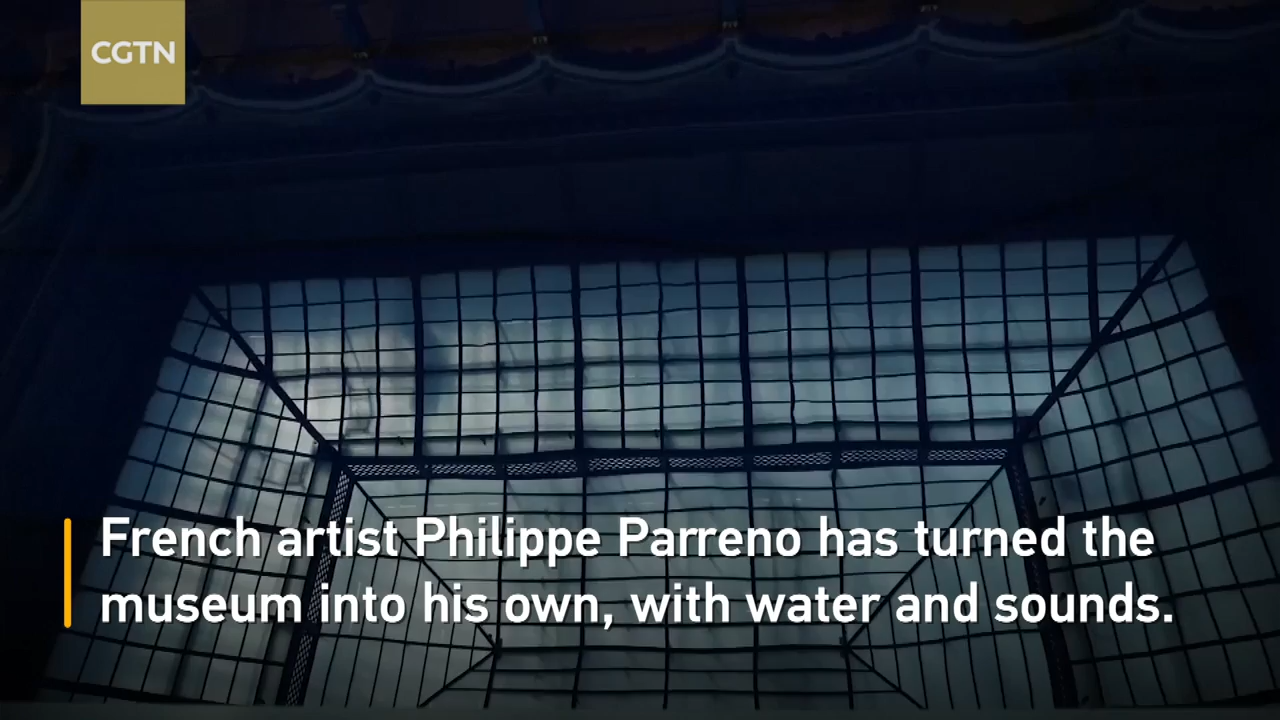 CGTN
French artist Philippe Parreno has turned the
museum into his own, with water and sounds.